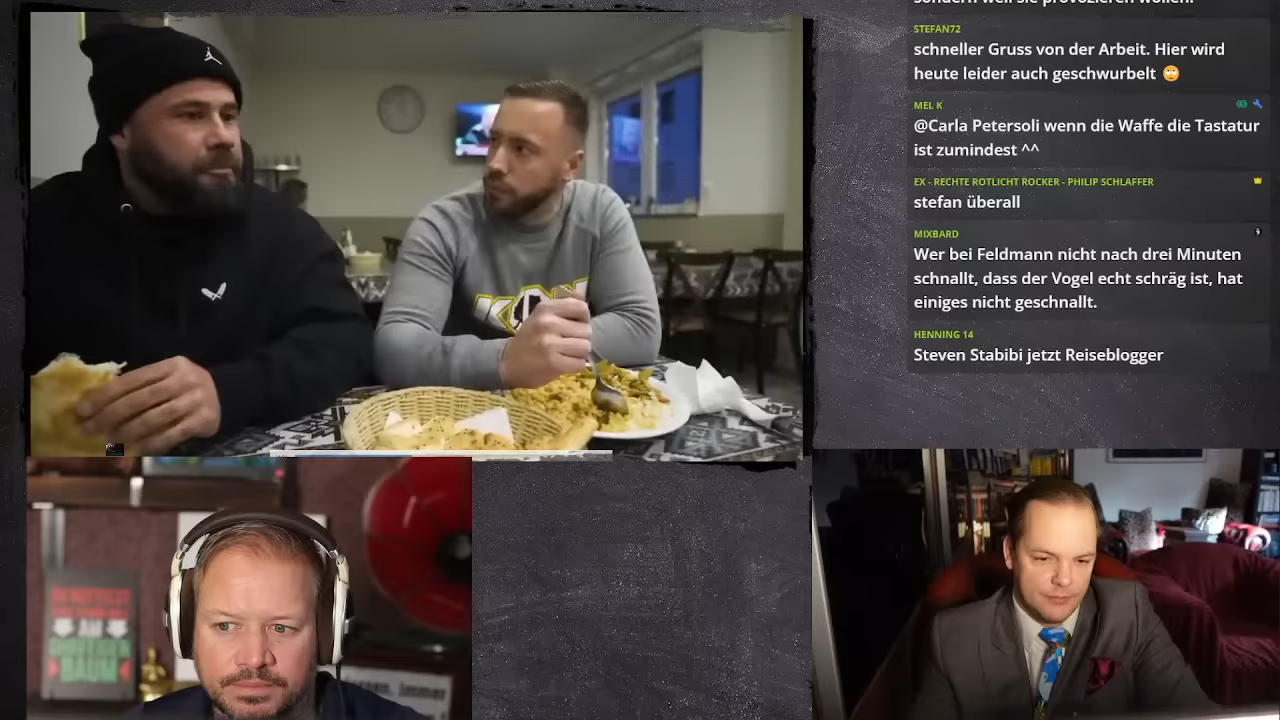 sondern weil sie provozieren wollen.
STEFAN72
schneller Gruss von der Arbeit. Hier wird
heute leider auch geschwurbelt 🙄
MEL K
@Carla Petersoli wenn die Waffe die Tastatur
ist zumindest ^^
EX - RECHTE ROTLICHT ROCKER - PHILIP SCHLAFFER
stefan überall
MIXBARD
Wer bei Feldmann nicht nach drei Minuten
schnallt, dass der Vogel echt schräg ist, hat
einiges nicht geschnallt.
HENNING 14
Steven Stabibi jetzt Reiseblogger
AM
BAUM